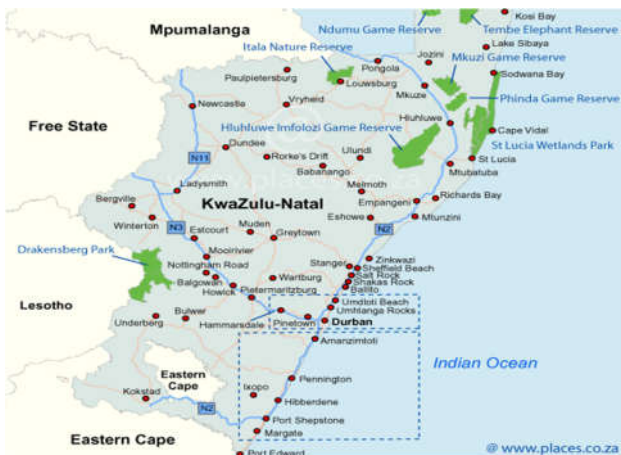 Kosi Bay
Ndumu Game Reserve
Tembe Elephant Reserve
Mpumalanga
Lake Sibaya
Itala Nature Reserve
Jozini
Pongola
Mkuzi Game Reserve
Paulpietersburg
Sodwana Bay
Louwsburg
Mkuze
Phinda Game Reserve
Newcastle
Vryheid
Free State
Hluhluwe Imfolozi Game Reserve
Hluhluwe
Cape Vidal
Dundee
St Lucia Wetlands Park
N11
Rorke's Drift
Ulundi
Babanango
St Lucia
Mtubatuba
www.places.co.za
Ladysmith
Melmoth
Bergville
KwaZulu-Natal
Empangeni
Richards Bay
Winterton
N3
Eshowe
Mtunzini
Estcourt
Muden
Greytown
N2
Drakensberg Park
Mooirivier
Zinkwazi
Nottingham Road
Stanger
Sheffield Beach
Balgowan
Wartburg
Salt Rock
Shakas Rock
Lesotho
Howick
Pietermaritzburg
Ballito
Umdloti Beach
Underberg
Bulwer
Hammarsdale
Umhlanga Rocks
Pinetown
Durban
Amanzimtoti
Indian Ocean
Eastern
Cape
Kokstad
Ixopo
Pennington
N2
Hibberdene
Port Shepstone
Eastern Cape
Margate
Port Edward
@ www.places.co.za